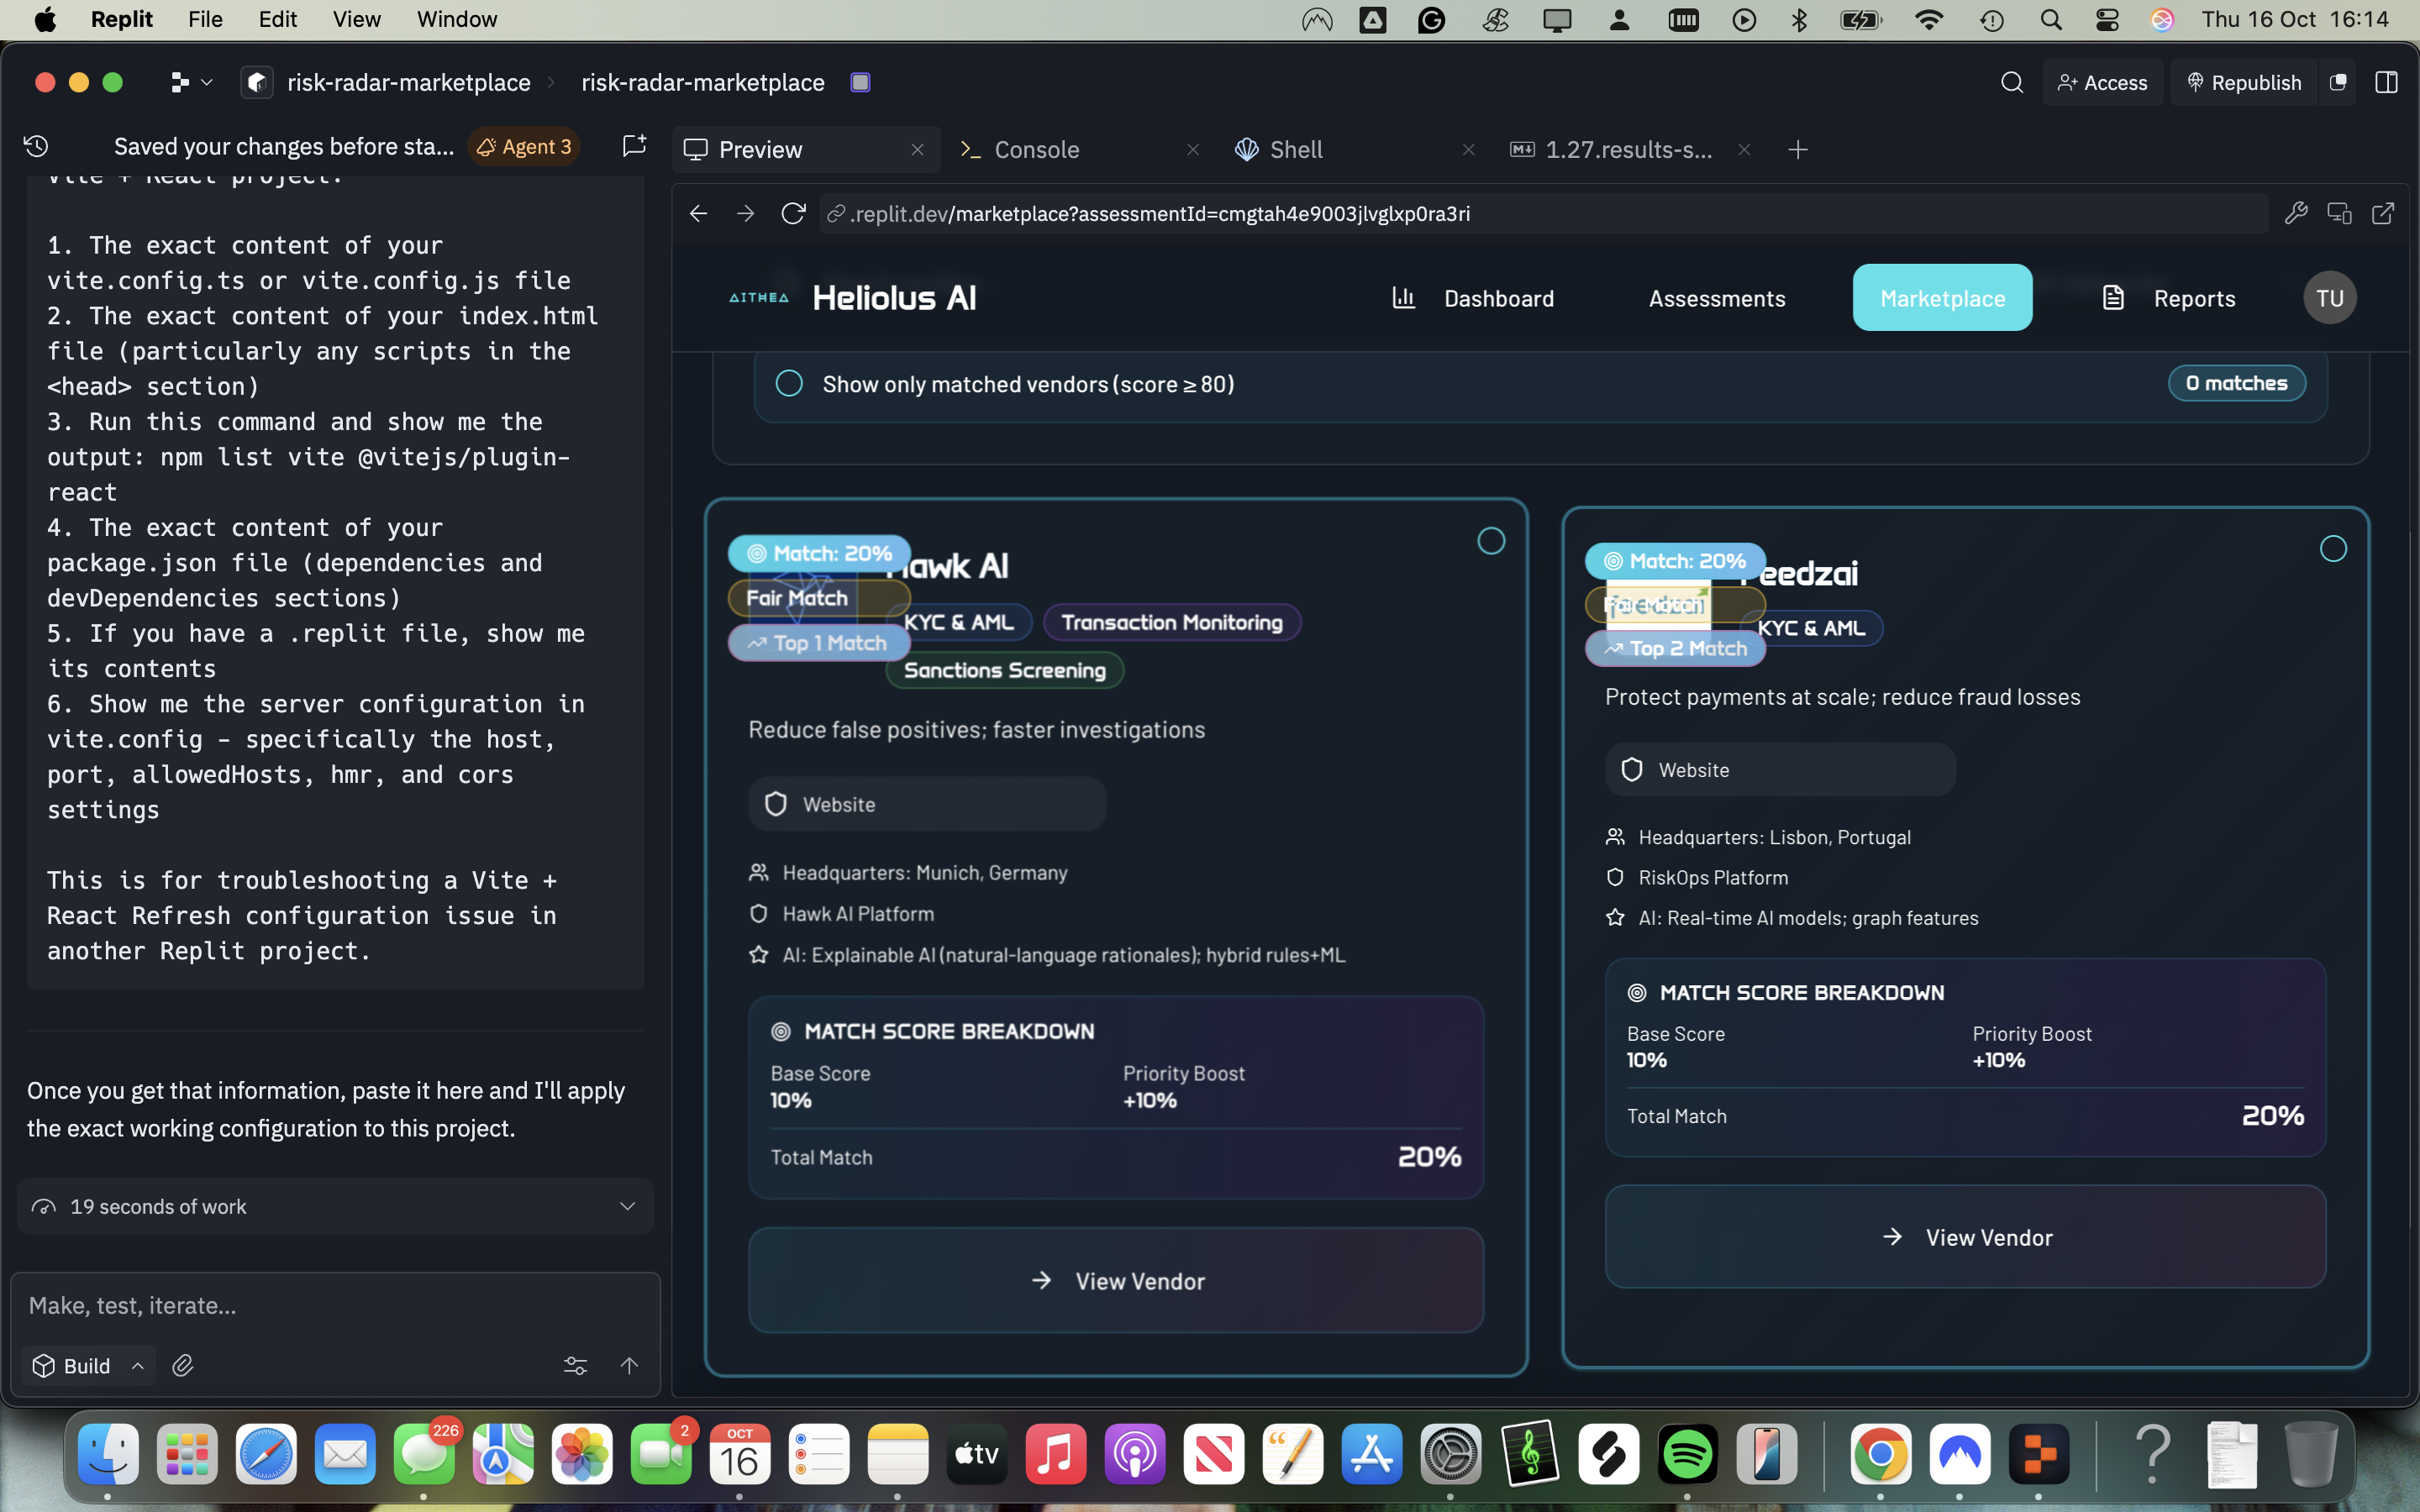 Replit File Edit View Window Thu 16 Oct 16:14
risk-radar-marketplace risk-radar-marketplace Access Republish
Saved your changes before sta... Agent 3
Preview Console Shell 1.27.results-s...
.replit.dev/marketplace?assessmentId=cmgtah4e9003jlvglxp0ra3ri
Vite + React project.
1. The exact content of your
vite.config.ts or vite.config.js file
2. The exact content of your index.html
file (particularly any scripts in the
<head> section)
3. Run this command and show me the
output: npm list vite @vitejs/plugin-
react
4. The exact content of your
package.json file (dependencies and
devDependencies sections)
5. If you have a .replit file, show me
its contents
6. Show me the server configuration in
vite.config - specifically the host,
port, allowedHosts, hmr, and cors
settings
This is for troubleshooting a Vite +
React Refresh configuration issue in
another Replit project.
Once you get that information, paste it here and I'll apply
the exact working configuration to this project.
19 seconds of work
Make, test, iterate...
Build
AITHEA Heliolus AI Dashboard Assessments Marketplace Reports TU
Show only matched vendors (score ≥ 80) 0 matches
Match: 20% Hawk AI
Fair Match
KYC & AML Transaction Monitoring
Top 1 Match
Sanctions Screening
Reduce false positives; faster investigations
Website
Headquarters: Munich, Germany
Hawk AI Platform
AI: Explainable AI (natural-language rationales); hybrid rules+ML
MATCH SCORE BREAKDOWN
Base Score Priority Boost
10% +10%
Total Match 20%
View Vendor
Match: 20% Feedzai
Fair Match
feedzai
KYC & AML
Top 2 Match
Protect payments at scale; reduce fraud losses
Website
Headquarters: Lisbon, Portugal
RiskOps Platform
AI: Real-time AI models; graph features
MATCH SCORE BREAKDOWN
Base Score Priority Boost
10% +10%
Total Match 20%
View Vendor
226
2
OCT
16
tv